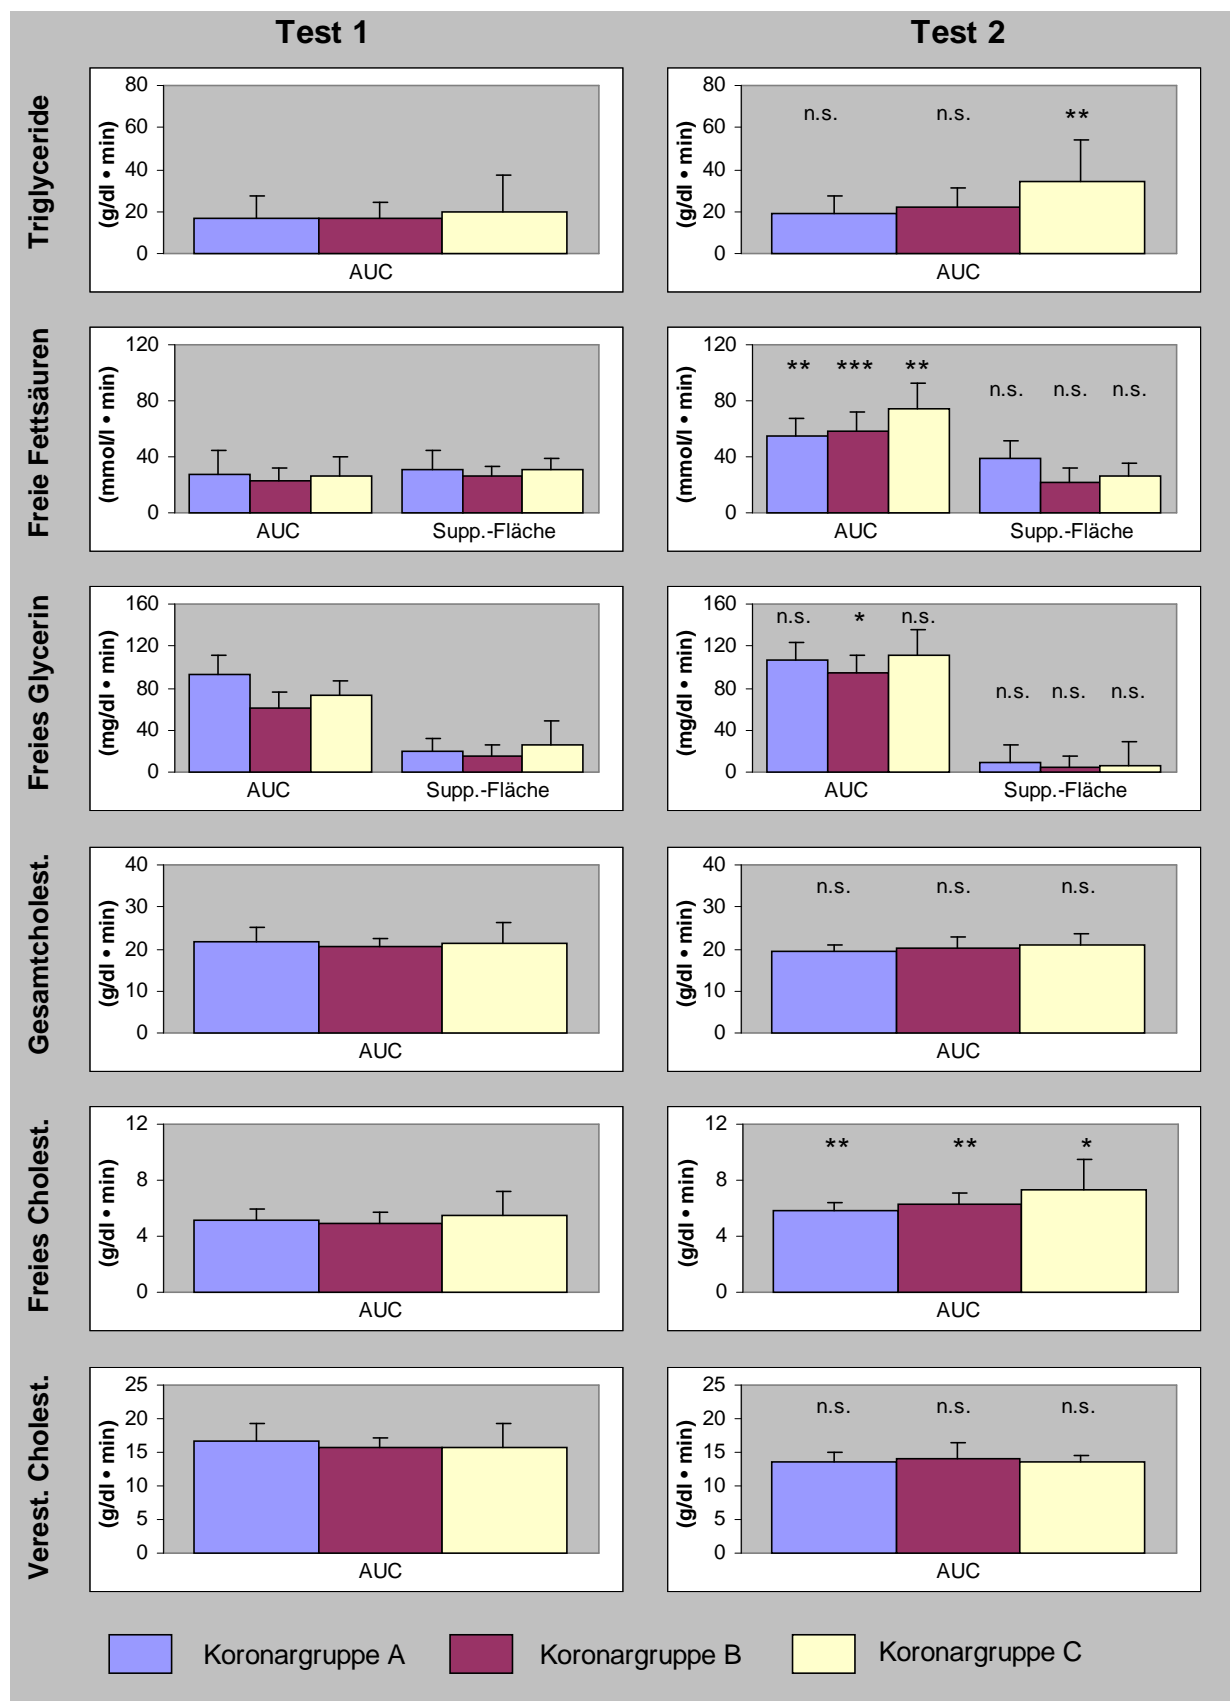 Test 1
Test 2
Triglyceride
(g/dl • min)
80
60
40
20
0
AUC
(g/dl • min)
80
60
40
20
0
n.s.
n.s.
**
AUC
Freie Fettsäuren
(mmol/l • min)
120
80
40
0
AUC
Supp.-Fläche
(mmol/l • min)
120
80
40
0
**
***
**
n.s.
n.s.
n.s.
AUC
Supp.-Fläche
Freies Glycerin
(mg/dl • min)
160
120
80
40
0
AUC
Supp.-Fläche
(mg/dl • min)
160
120
80
40
0
n.s.
*
n.s.
n.s.
n.s.
n.s.
AUC
Supp.-Fläche
Gesamtcholest.
(g/dl • min)
40
30
20
10
0
AUC
(g/dl • min)
40
30
20
10
0
n.s.
n.s.
n.s.
AUC
Freies Cholest.
(g/dl • min)
12
8
4
0
AUC
(g/dl • min)
12
8
4
0
**
**
*
AUC
Verest. Cholest.
(g/dl • min)
25
20
15
10
5
0
AUC
(g/dl • min)
25
20
15
10
5
0
n.s.
n.s.
n.s.
AUC
Koronargruppe A
Koronargruppe B
Koronargruppe C